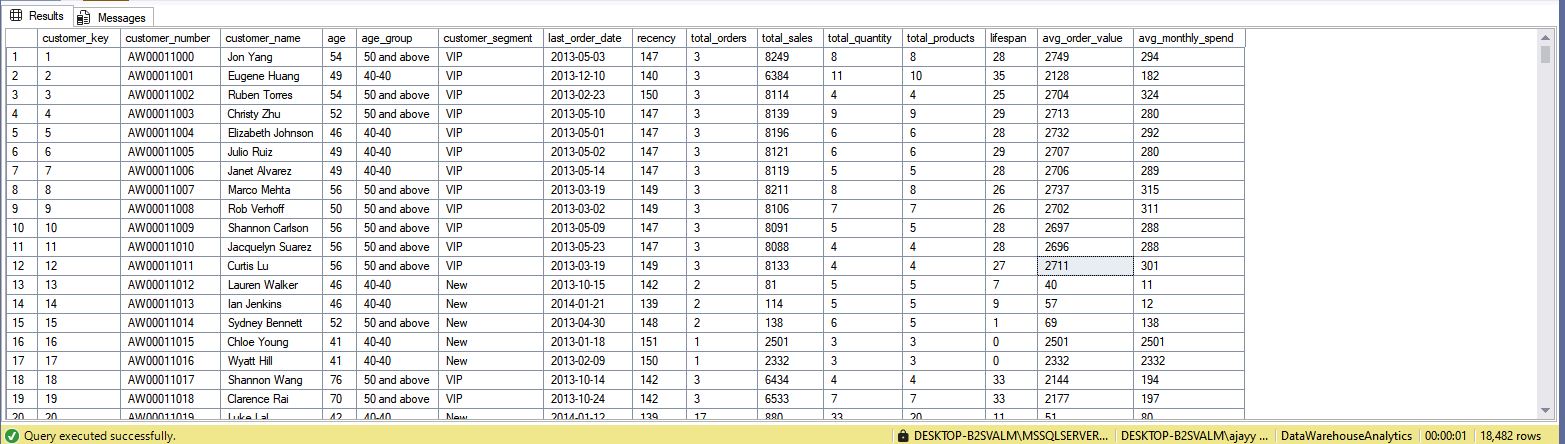 Results Messages
customer_key customer_number customer_name age age_group customer_segment last_order_date recency total_orders total_sales total_quantity total_products lifespan avg_order_value avg_monthly_spend
1 1 AW00011000 Jon Yang 54 50 and above VIP 2013-05-03 147 3 8249 8 8 28 2749 294
2 2 AW00011001 Eugene Huang 49 40-40 VIP 2013-12-10 140 3 6384 11 10 35 2128 182
3 3 AW00011002 Ruben Torres 54 50 and above VIP 2013-02-23 150 3 8114 4 4 25 2704 324
4 4 AW00011003 Christy Zhu 52 50 and above VIP 2013-05-10 147 3 8139 9 9 29 2713 280
5 5 AW00011004 Elizabeth Johnson 46 40-40 VIP 2013-05-01 147 3 8196 6 6 28 2732 292
6 6 AW00011005 Julio Ruiz 49 40-40 VIP 2013-05-02 147 3 8121 6 6 29 2707 280
7 7 AW00011006 Janet Alvarez 49 40-40 VIP 2013-05-14 147 3 8119 5 5 28 2706 289
8 8 AW00011007 Marco Mehta 56 50 and above VIP 2013-03-19 149 3 8211 8 8 26 2737 315
9 9 AW00011008 Rob Verhoff 50 50 and above VIP 2013-03-02 149 3 8106 7 7 26 2702 311
10 10 AW00011009 Shannon Carlson 56 50 and above VIP 2013-05-09 147 3 8091 5 5 28 2697 288
11 11 AW00011010 Jacquelyn Suarez 56 50 and above VIP 2013-05-23 147 3 8088 4 4 28 2696 288
12 12 AW00011011 Curtis Lu 56 50 and above VIP 2013-03-19 149 3 8133 4 4 27 2711 301
13 13 AW00011012 Lauren Walker 46 40-40 New 2013-10-15 142 2 81 5 5 7 40 11
14 14 AW00011013 Ian Jenkins 46 40-40 New 2014-01-21 139 2 114 5 5 9 57 12
15 15 AW00011014 Sydney Bennett 52 50 and above New 2013-04-30 148 2 138 6 5 1 69 138
16 16 AW00011015 Chloe Young 41 40-40 New 2013-01-18 151 1 2501 3 3 0 2501 2501
17 17 AW00011016 Wyatt Hill 41 40-40 New 2013-02-09 150 1 2332 3 3 0 2332 2332
18 18 AW00011017 Shannon Wang 76 50 and above VIP 2013-10-14 142 3 6434 4 4 33 2144 194
19 19 AW00011018 Clarence Rai 70 50 and above VIP 2013-10-24 142 3 6533 7 7 33 2177 197
20 20 AW00011019 Luke Lal 42 40-40 New 2014-01-12 139 17 880 33 20 11 51 80
Query executed successfully. DESKTOP-B2SVALM\MSSQLSERVER... DESKTOP-B2SVALM\ajayy ... DataWarehouseAnalytics 00:00:01 18,482 rows